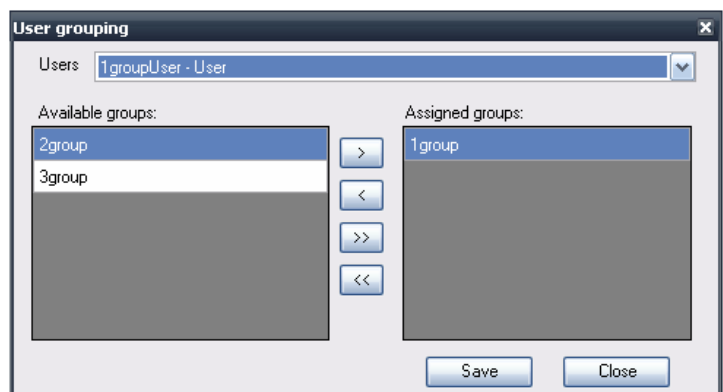 User grouping
Users 1groupUser - User
Available groups:
Assigned groups:
2group
3group
1group
>
<
>>
<<
Save
Close